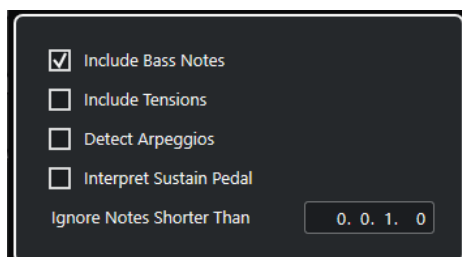 Include Bass Notes
Include Tensions
Detect Arpeggios
Interpret Sustain Pedal
Ignore Notes Shorter Than 0. 0. 1. 0